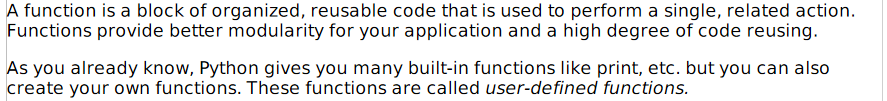 A function is a block of organized, reusable code that is used to perform a single, related action.
Functions provide better modularity for your application and a high degree of code reusing.
As you already know, Python gives you many built-in functions like print, etc. but you can also
create your own functions. These functions are called user-defined functions.